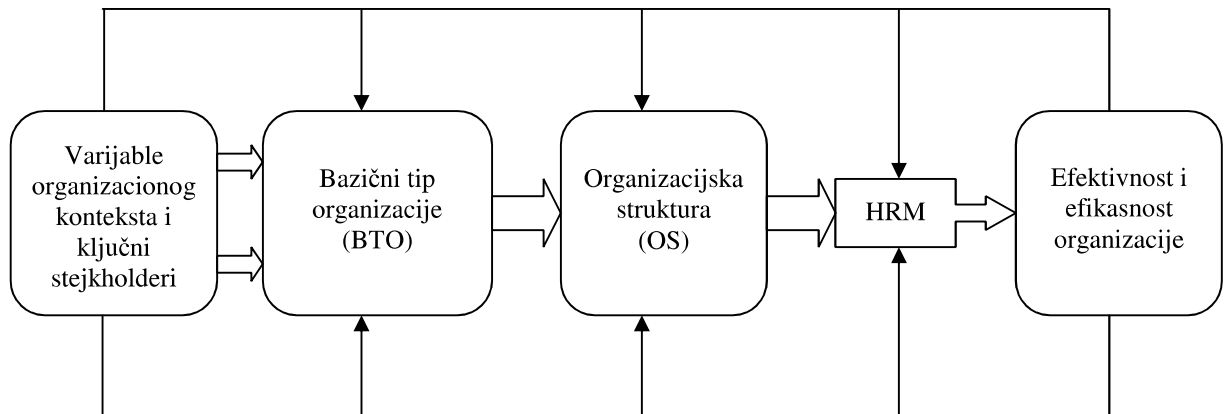 Varijable
organizacionog
konteksta i
ključni
stejkholderi
Bazični tip
organizacije
(BTO)
Organizacijska
struktura
(OS)
HRM
Efektivnost i
efikasnost
organizacije